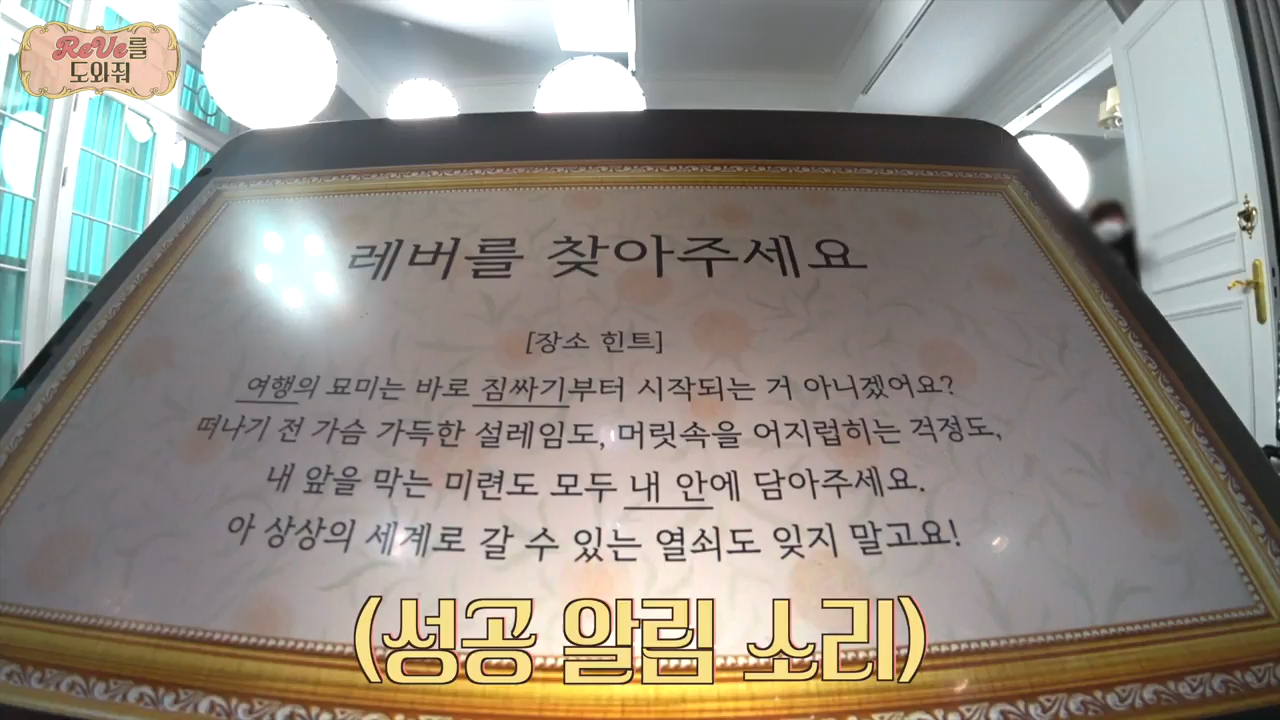 ReVe를
도와줘
레버를 찾아주세요
[장소 힌트]
여행의 묘미는 바로 짐싸기부터 시작되는 거 아니겠어요?
떠나기 전 가슴 가득한 설레임도, 머릿속을 어지럽히는 걱정도,
내 앞을 막는 미련도 모두 내 안에 담아주세요.
아 상상의 세계로 갈 수 있는 열쇠도 잊지 말고요!
(성공 알림 소리)